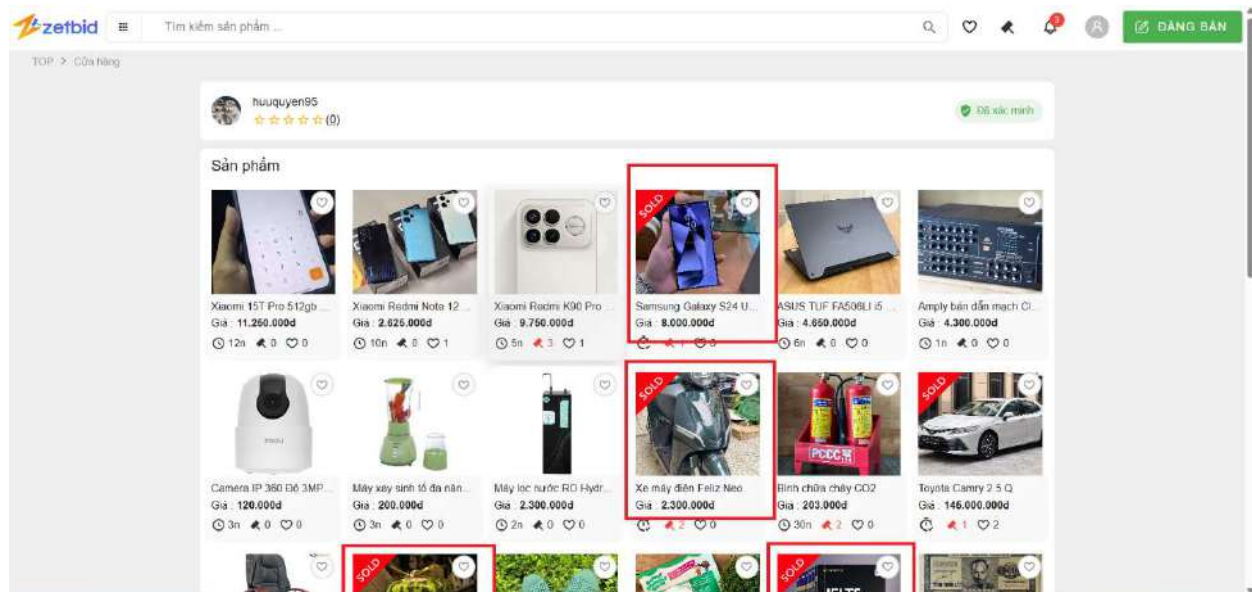 zetbid
Tìm kiếm sản phẩm ...
3
ĐĂNG BÁN
TOP > Cửa hàng
huuquyen95
(0)
Đã xác minh
Sản phẩm
SOLD
Xiaomi 15T Pro 512gb ...
Xiaomi Redmi Note 12 ...
Xiaomi Redmi K90 Pro ...
Samsung Galaxy S24 U...
ASUS TUF FA506LI i5 ...
Amply bán dẫn mạch Cl...
Giá : 11.250.000đ
Giá : 2.625.000đ
Giá : 9.750.000đ
Giá : 8.000.000đ
Giá : 4.650.000đ
Giá : 4.300.000đ
12n 0 0
10n 0 1
5n 3 1
1 0
6n 0 0
1n 0 0
SOLD
PCCC
SOLD
Camera IP 360 Độ 3MP...
Máy xay sinh tố đa năn...
Máy lọc nước RO Hydr...
Xe máy điện Feliz Neo
Bình chữa cháy CO2
Toyota Camry 2.5 Q
Giá : 120.000đ
Giá : 200.000đ
Giá : 2.300.000đ
Giá : 2.300.000đ
Giá : 203.000đ
Giá : 145.000.000đ
3n 0 0
3n 0 0
2n 0 0
2 0
30n 2 0
1 2
SOLD
SOLD
IELTS